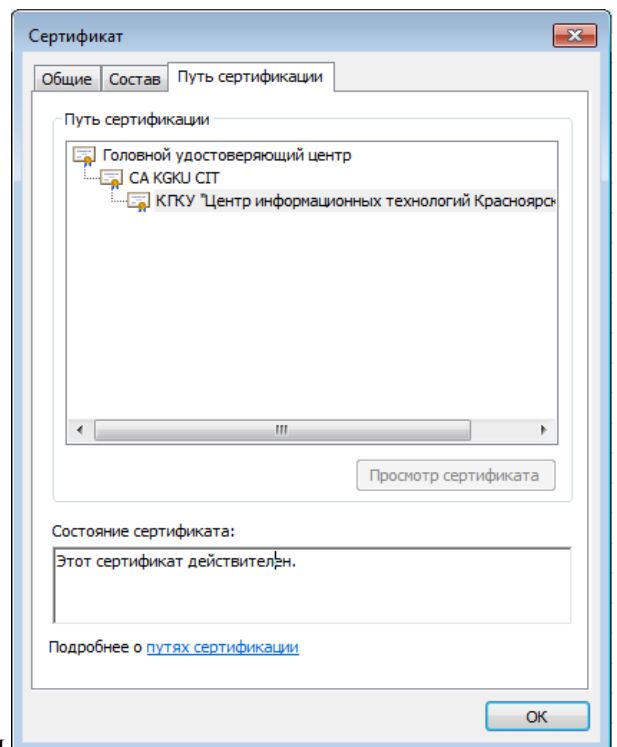 Сертификат
Общие Состав Путь сертификации
Путь сертификации
Головной удостоверяющий центр
CA KGKU CIT
КГКУ "Центр информационных технологий Красноярск
Просмотр сертификата
Состояние сертификата:
Этот сертификат действителен.
Подробнее о путях сертификации
ОК